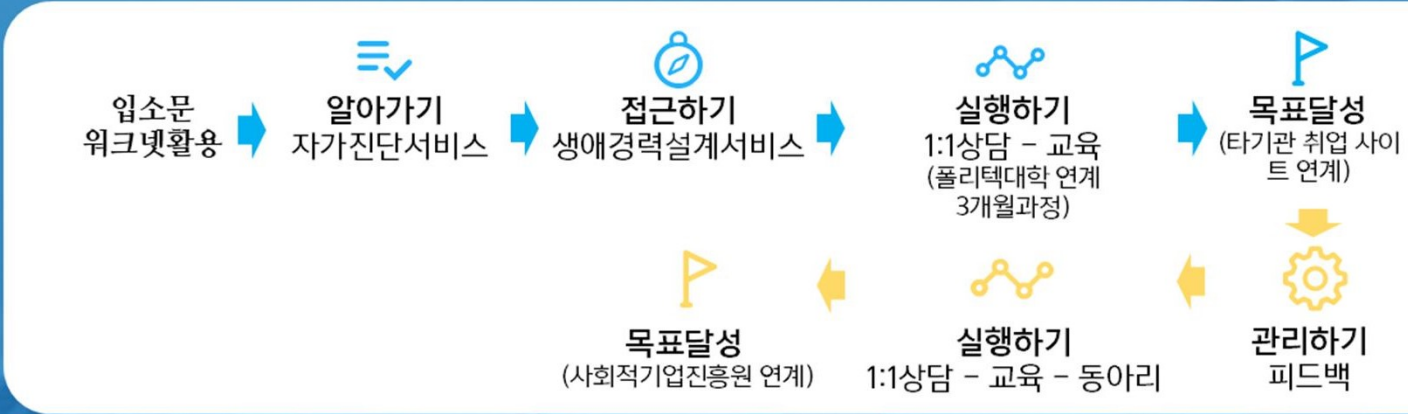 입소문
워크넷활용
알아가기
자가진단서비스
접근하기
생애경력설계서비스
실행하기
1:1상담 - 교육
(폴리텍대학 연계
3개월과정)
목표달성
(타기관 취업 사이
트 연계)
관리하기
피드백
실행하기
1:1상담 - 교육 - 동아리
목표달성
(사회적기업진흥원 연계)